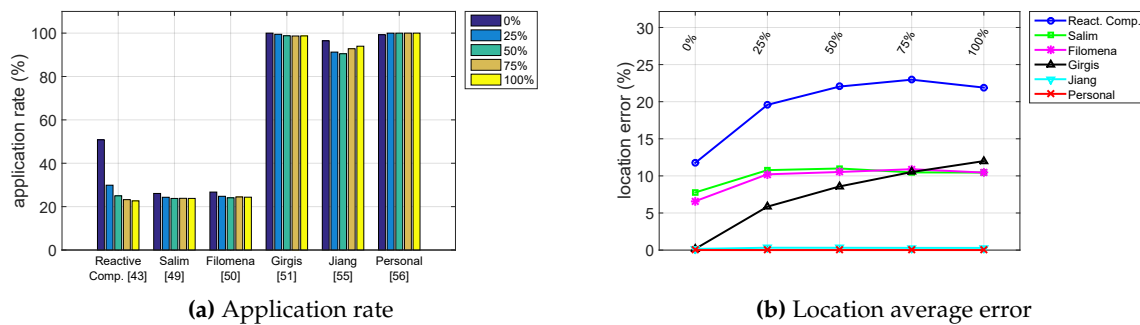 100
80
60
40
20
0
application rate (%)
Reactive Comp. [43]
Salim [49]
Filomena [50]
Girgis [51]
Jiang [55]
Personal [56]
0%
25%
50%
75%
100%
(a) Application rate
30
25
20
15
10
5
0
location error (%)
0%
25%
50%
75%
100%
React. Comp.
Salim
Filomena
Girgis
Jiang
Personal
(b) Location average error